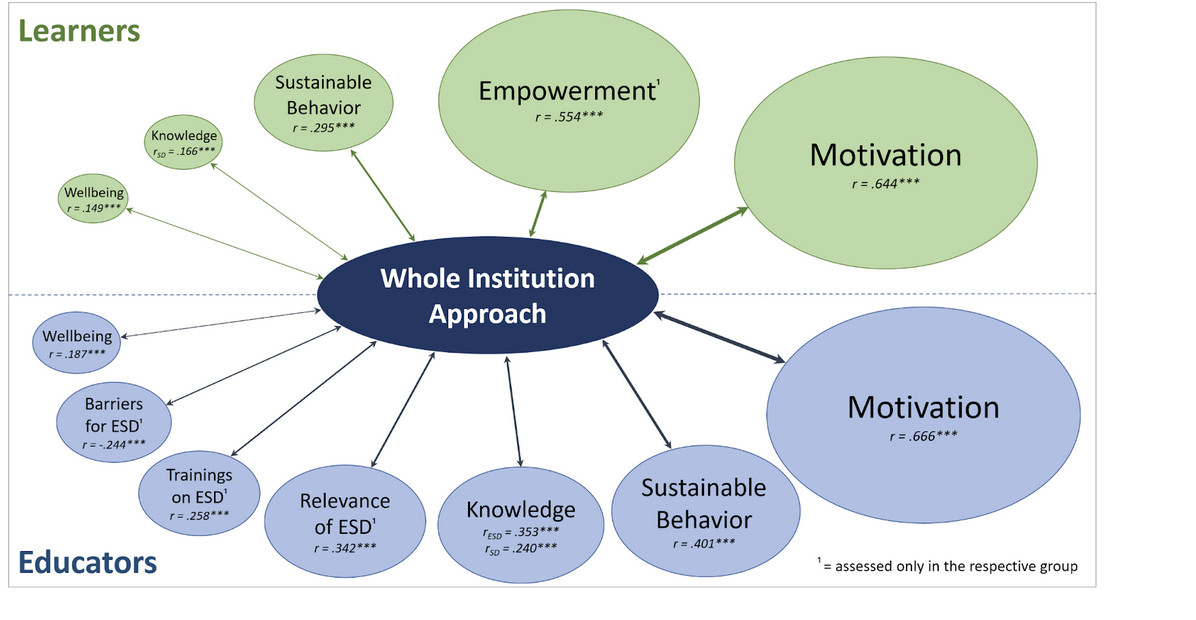 Learners
Empowerment¹
r = .554***
Sustainable
Behavior
r = .295***
Motivation
r = .644***
Knowledge
rSD = .166***
Wellbeing
r = .149***
Whole Institution
Approach
Wellbeing
r = .187***
Barriers
for ESD¹
r = -.244***
Trainings
on ESD¹
r = .258***
Relevance
of ESD¹
r = .342***
Knowledge
rESD = .353***
rSD = .240***
Sustainable
Behavior
r = .401***
Motivation
r = .666***
Educators
¹ = assessed only in the respective group